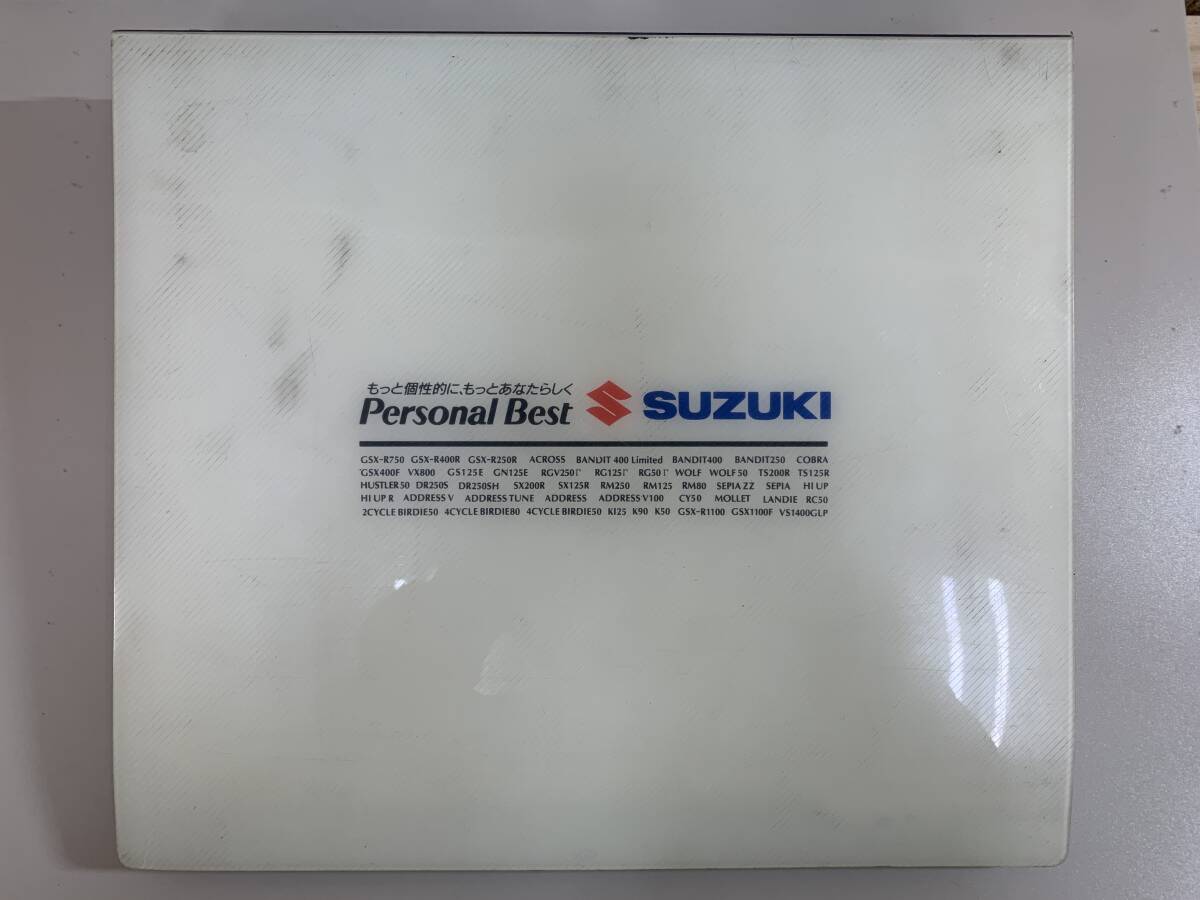 もっと個性的に、もっとあなたらしく
Personal Best SUZUKI
GSX-R750 GSX-R400R GSX-R250R ACROSS BANDIT 400 Limited BANDIT400 BANDIT250 COBRA
GSX400F VX800 GS125E GN125E RGV250Γ RG125Γ RG50Γ WOLF WOLF50 TS200R TS125R
HUSTLER50 DR250S DR250SH SX200R SX125R RM250 RM125 RM80 SEPIA ZZ SEPIA HI UP
HI UP R ADDRESS V ADDRESS TUNE ADDRESS ADDRESS V100 CY50 MOLLET LANDIE RC50
2CYCLE BIRDIE50 4CYCLE BIRDIE80 4CYCLE BIRDIE50 K125 K90 K50 GSX-R1100 GSX1100F VS1400GLP